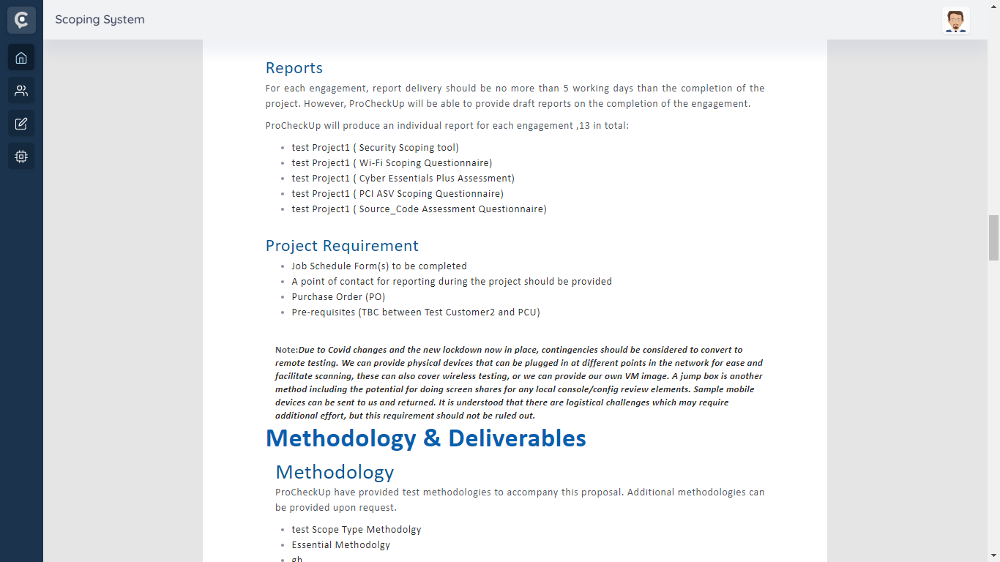 Scoping System
Reports
For each engagement, report delivery should be no more than 5 working days than the completion of the
project. However, ProCheckUp will be able to provide draft reports on the completion of the engagement.
ProCheckUp will produce an individual report for each engagement ,13 in total:
• test Project1 ( Security Scoping tool)
• test Project1 ( Wi-Fi Scoping Questionnaire)
• test Project1 ( Cyber Essentials Plus Assessment)
• test Project1 ( PCI ASV Scoping Questionnaire)
• test Project1 ( Source_Code Assessment Questionnaire)
Project Requirement
• Job Schedule Form(s) to be completed
• A point of contact for reporting during the project should be provided
• Purchase Order (PO)
• Pre-requisites (TBC between Test Customer2 and PCU)
Note:Due to Covid changes and the new lockdown now in place, contingencies should be considered to convert to
remote testing. We can provide physical devices that can be plugged in at different points in the network for ease and
facilitate scanning, these can also cover wireless testing, or we can provide our own VM image. A jump box is another
method including the potential for doing screen shares for any local console/config review elements. Sample mobile
devices can be sent to us and returned. It is understood that there are logistical challenges which may require
additional effort, but this requirement should not be ruled out.
Methodology & Deliverables
Methodology
ProCheckUp have provided test methodologies to accompany this proposal. Additional methodologies can
be provided upon request.
• test Scope Type Methodolgy
• Essential Methodolgy
• gh